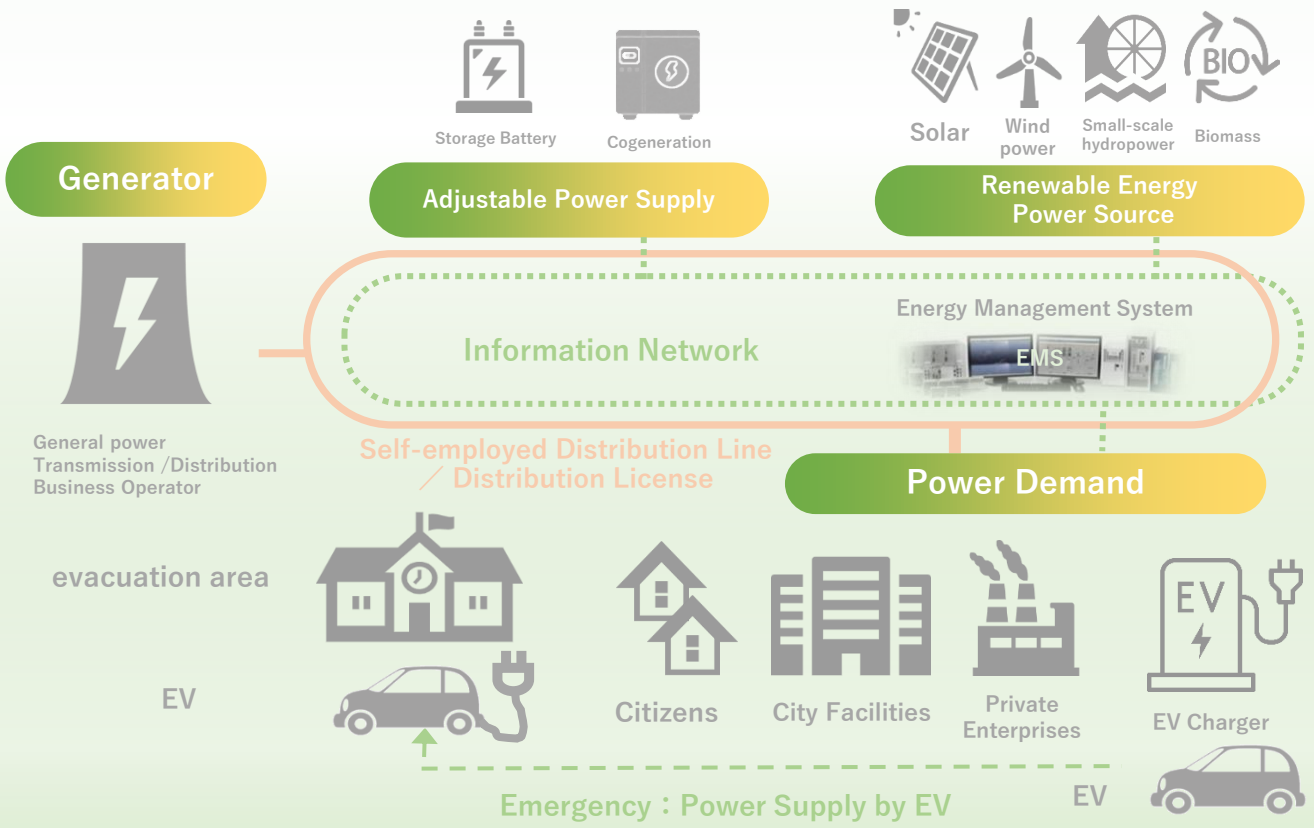 Storage Battery
Cogeneration
Solar
Wind
power
Small-scale
hydropower
BIO
Biomass
Generator
Adjustable Power Supply
Renewable Energy
Power Source
Energy Management System
EMS
Information Network
General power
Transmission /Distribution
Business Operator
Self-employed Distribution Line
／ Distribution License
Power Demand
evacuation area
EV
EV
Citizens
City Facilities
Private
Enterprises
EV Charger
Emergency：Power Supply by EV
EV